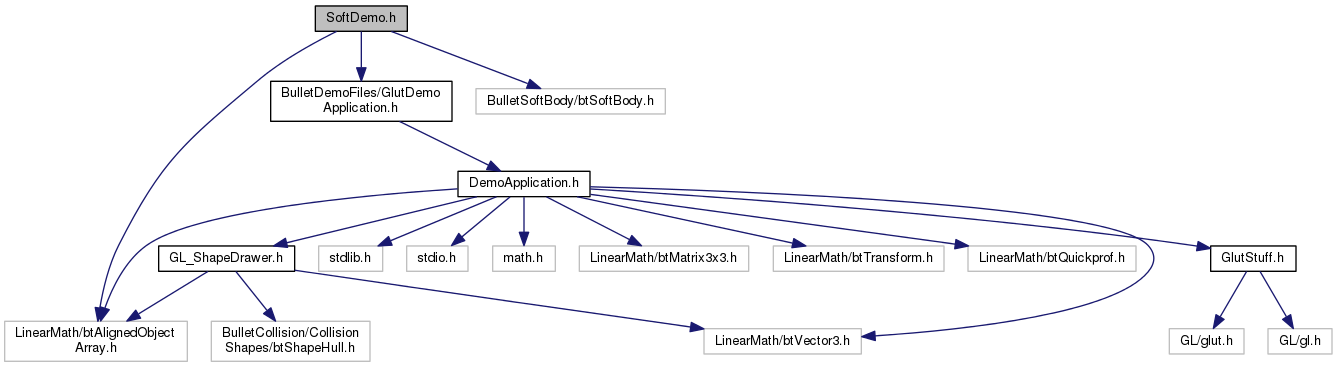 SoftDemo.h
BulletDemoFiles/GlutDemo
Application.h
BulletSoftBody/btSoftBody.h
DemoApplication.h
GL_ShapeDrawer.h
stdlib.h
stdio.h
math.h
LinearMath/btMatrix3x3.h
LinearMath/btTransform.h
LinearMath/btQuickprof.h
GlutStuff.h
LinearMath/btAlignedObject
Array.h
BulletCollision/Collision
Shapes/btShapeHull.h
LinearMath/btVector3.h
GL/glut.h
GL/gl.h